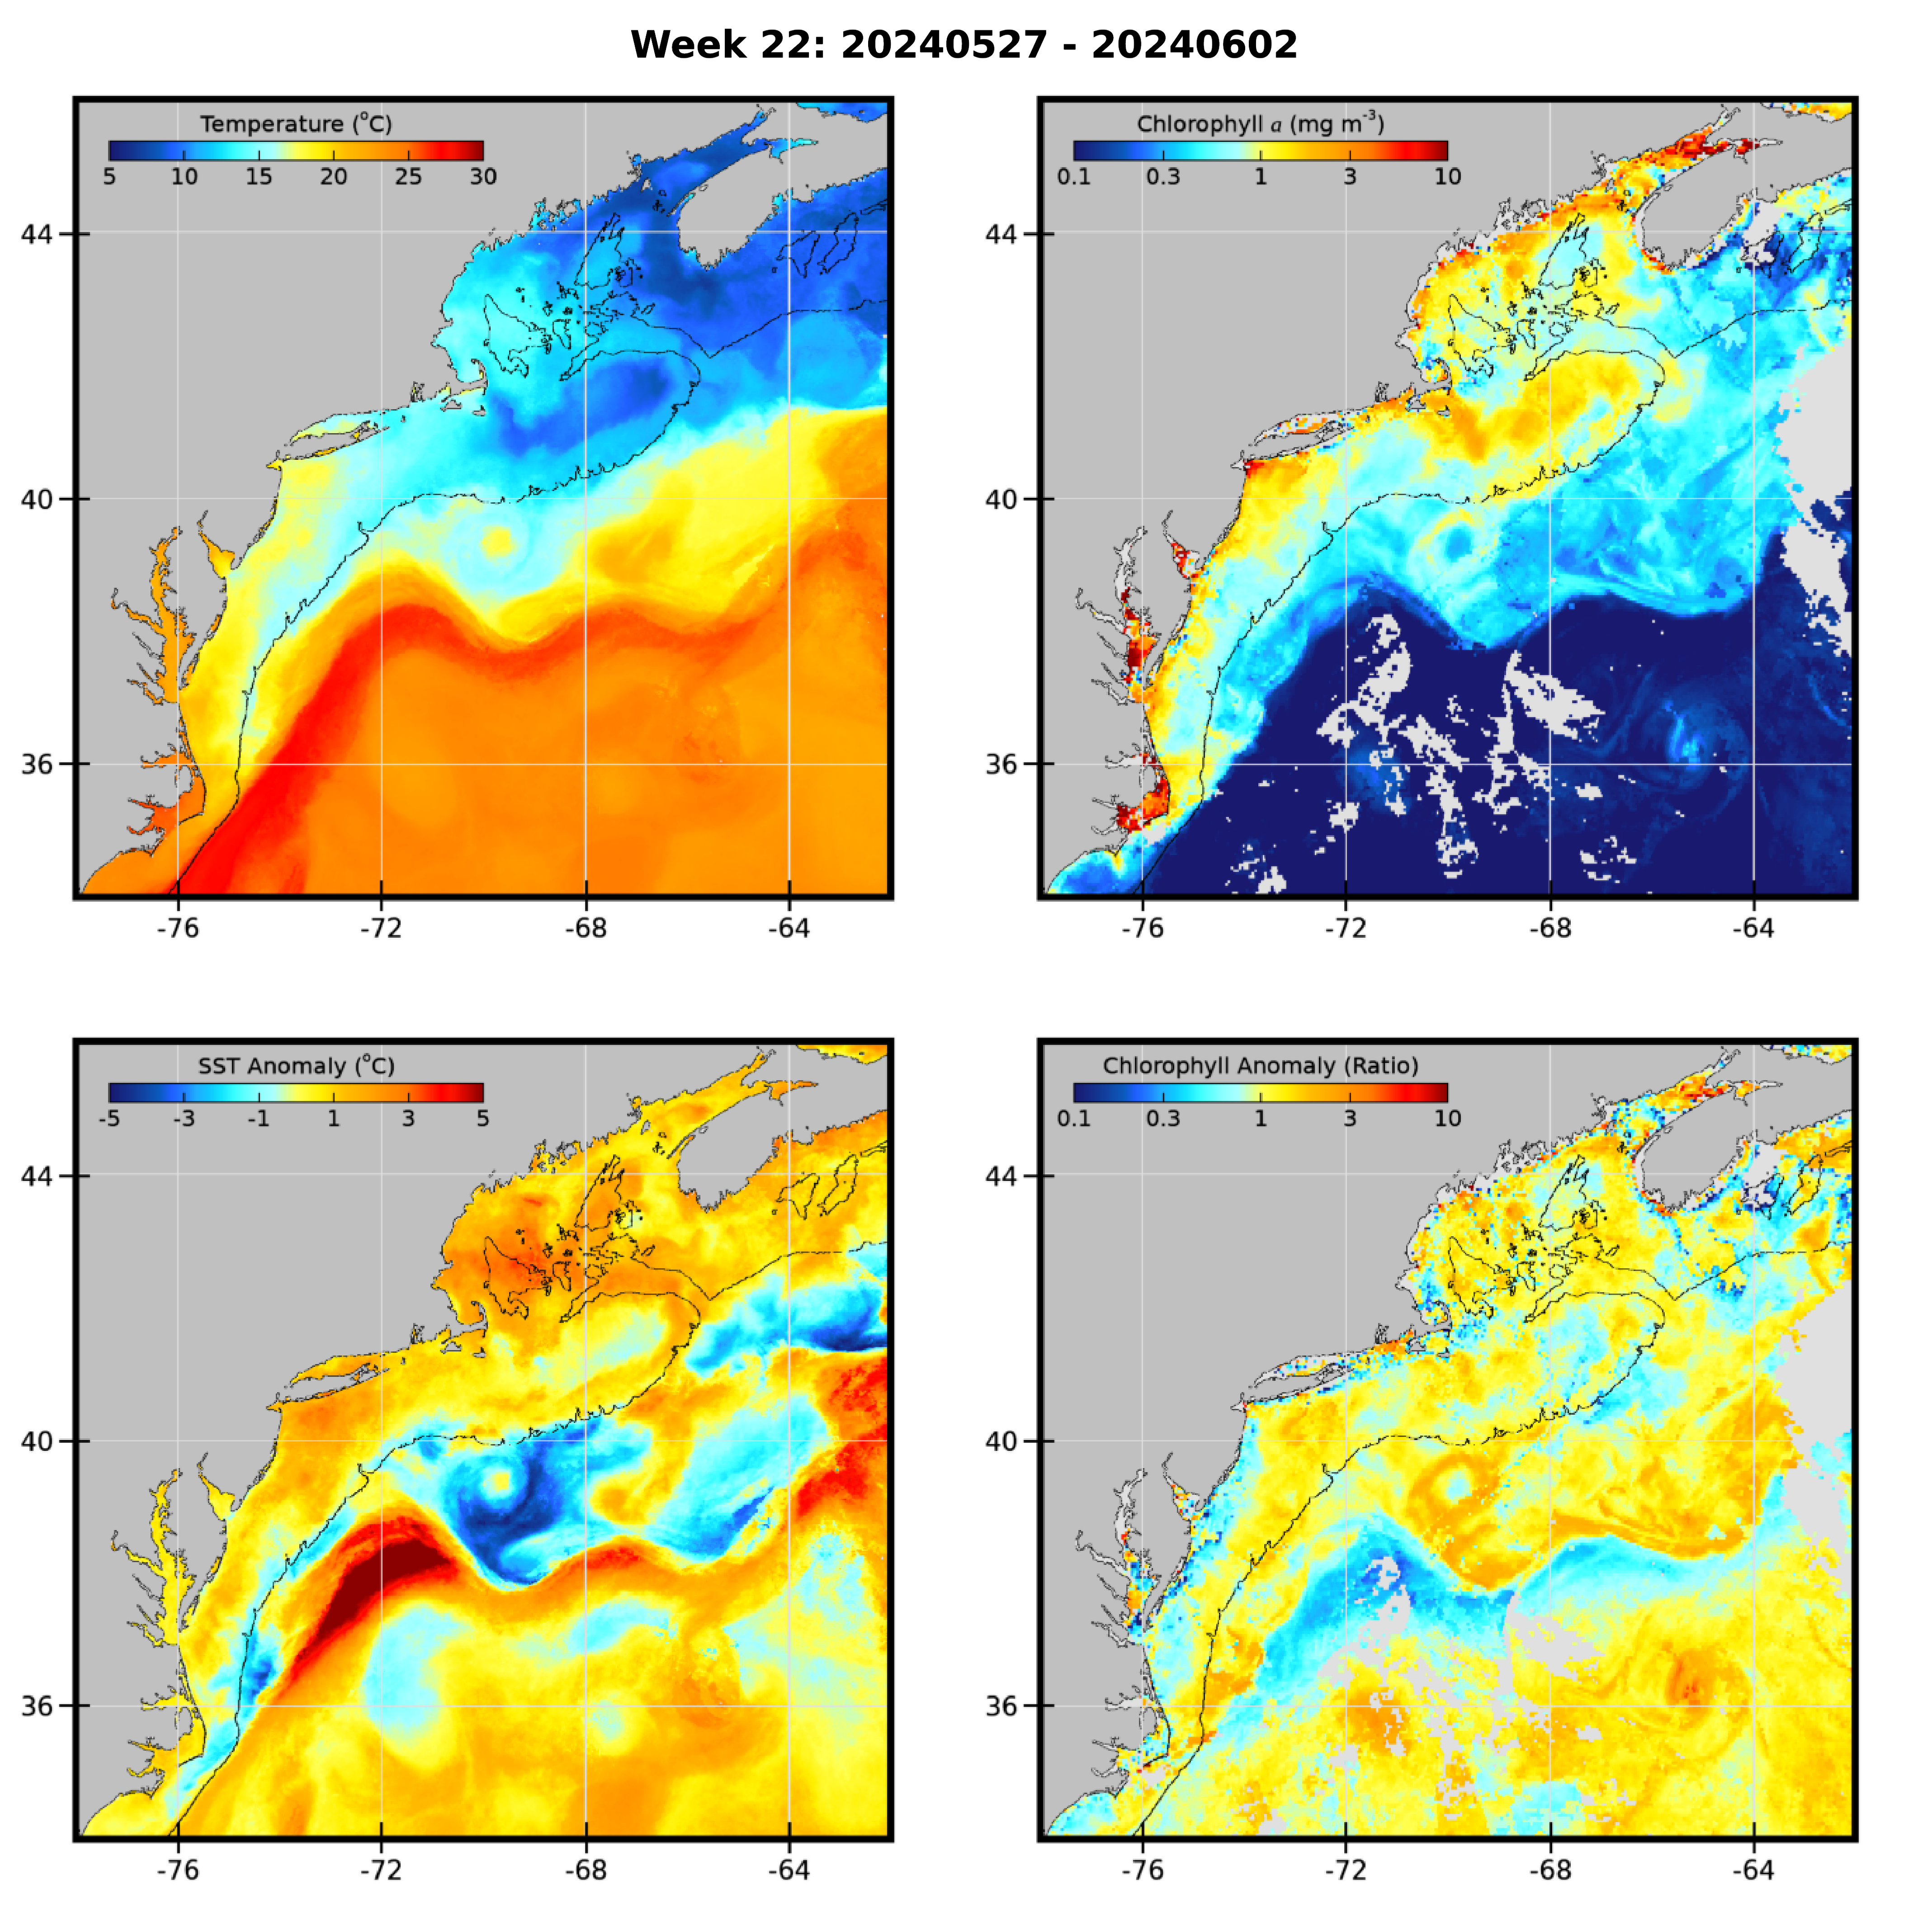 Week 22: 20240527 - 20240602
Temperature (°C)
5 10 15 20 25 30
44
40
36
-76 -72 -68 -64
Chlorophyll a (mg m⁻³)
0.1 0.3 1 3 10
44
40
36
-76 -72 -68 -64
SST Anomaly (°C)
-5 -3 -1 1 3 5
44
40
36
-76 -72 -68 -64
Chlorophyll Anomaly (Ratio)
0.1 0.3 1 3 10
44
40
36
-76 -72 -68 -64